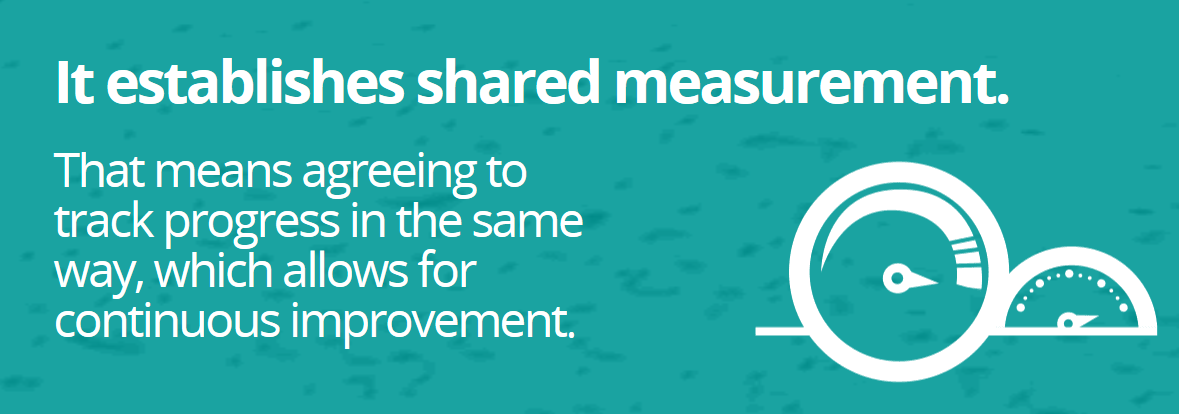 It establishes shared measurement.
That means agreeing to
track progress in the same
way, which allows for
continuous improvement.